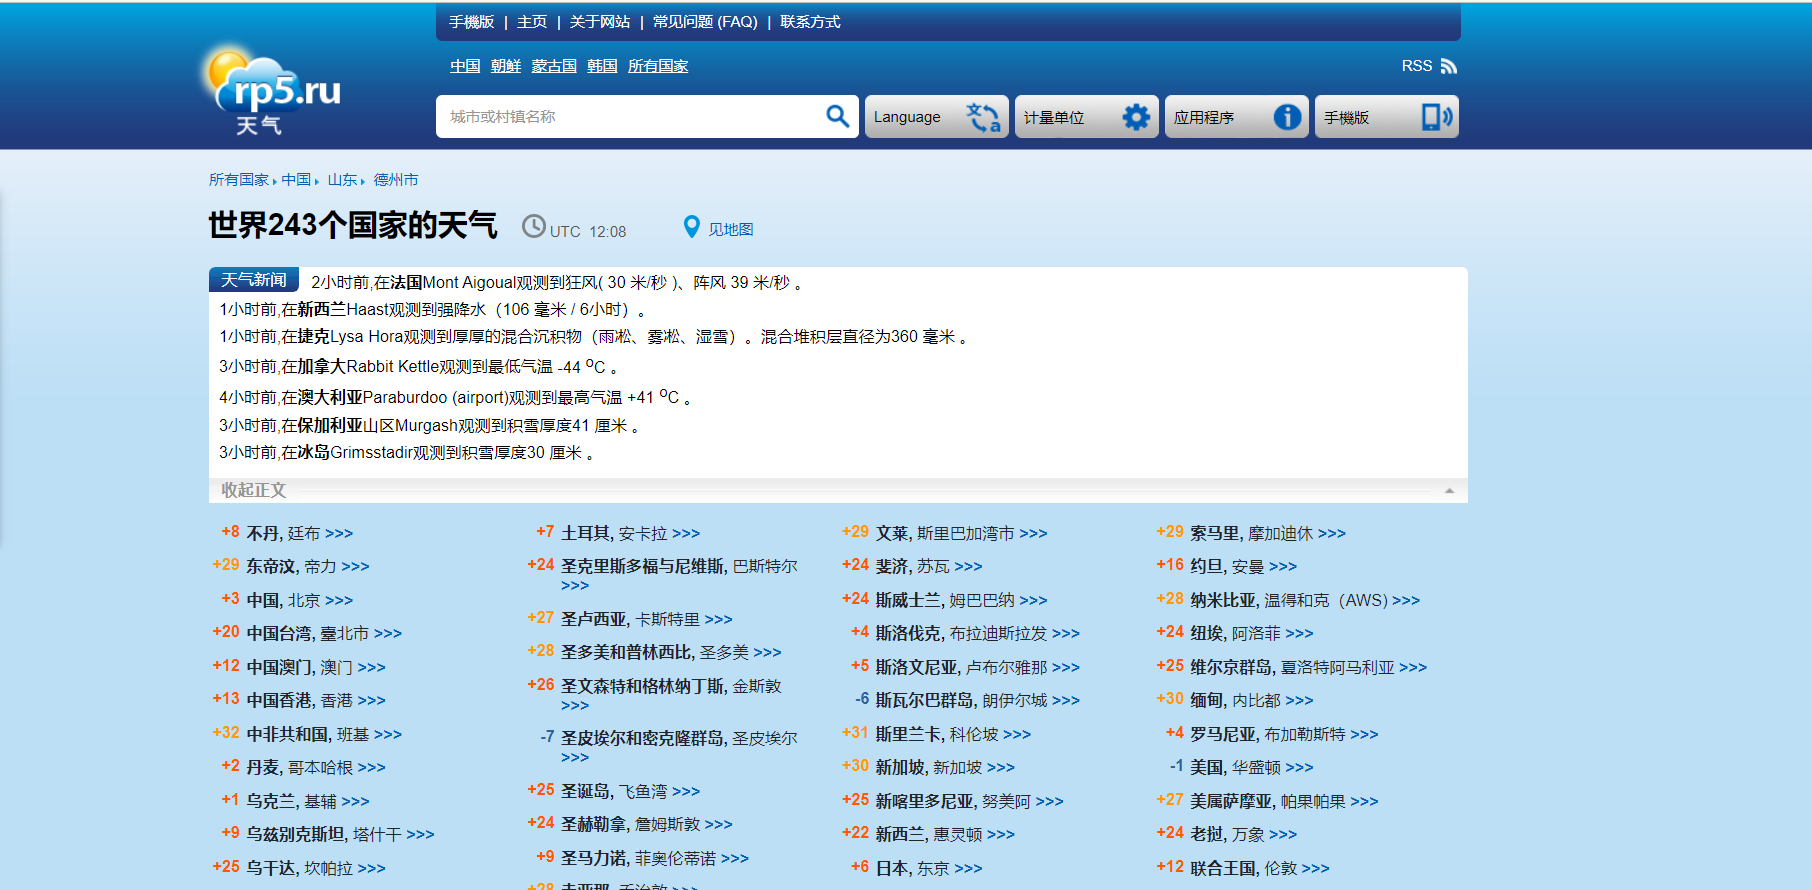 手機版 | 主页 | 关于网站 | 常见问题 (FAQ) | 联系方式
rp5.ru
天气
中国 朝鲜 蒙古国 韩国 所有国家
RSS
城市或村镇名称
Language
计量单位
应用程序
手機版
所有国家 中国 山东 德州市
世界243个国家的天气
UTC 12:08
见地图
天气新闻 2小时前,在法国Mont Aigoual观测到狂风( 30 米/秒 )、阵风 39 米/秒 。
1小时前,在新西兰Haast观测到强降水（106 毫米 / 6小时）。
1小时前,在捷克Lysa Hora观测到厚厚的混合沉积物（雨凇、雾凇、湿雪）。混合堆积层直径为360 毫米 。
3小时前,在加拿大Rabbit Kettle观测到最低气温 -44 ºC 。
4小时前,在澳大利亚Paraburdoo (airport)观测到最高气温 +41 ºC 。
3小时前,在保加利亚山区Murgash观测到积雪厚度41 厘米 。
3小时前,在冰岛Grimsstadir观测到积雪厚度30 厘米 。
收起正文
+8 不丹, 廷布 >>>
+29 东帝汶, 帝力 >>>
+3 中国, 北京 >>>
+20 中国台湾, 臺北市 >>>
+12 中国澳门, 澳门 >>>
+13 中国香港, 香港 >>>
+32 中非共和国, 班基 >>>
+2 丹麦, 哥本哈根 >>>
+1 乌克兰, 基辅 >>>
+9 乌兹别克斯坦, 塔什干 >>>
+25 乌干达, 坎帕拉 >>>
+7 土耳其, 安卡拉 >>>
+24 圣克里斯多福与尼维斯, 巴斯特尔
>>>
+27 圣卢西亚, 卡斯特里 >>>
+28 圣多美和普林西比, 圣多美 >>>
+26 圣文森特和格林纳丁斯, 金斯敦
>>>
-7 圣皮埃尔和密克隆群岛, 圣皮埃尔
>>>
+25 圣诞岛, 飞鱼湾 >>>
+24 圣赫勒拿, 詹姆斯敦 >>>
+9 圣马力诺, 菲奥伦蒂诺 >>>
+28 圭亚那, 乔治敦 >>>
+29 文莱, 斯里巴加湾市 >>>
+24 斐济, 苏瓦 >>>
+24 斯威士兰, 姆巴巴纳 >>>
+4 斯洛伐克, 布拉迪斯拉发 >>>
+5 斯洛文尼亚, 卢布尔雅那 >>>
-6 斯瓦尔巴群岛, 朗伊尔城 >>>
+31 斯里兰卡, 科伦坡 >>>
+30 新加坡, 新加坡 >>>
+25 新喀里多尼亚, 努美阿 >>>
+22 新西兰, 惠灵顿 >>>
+6 日本, 东京 >>>
+29 索马里, 摩加迪休 >>>
+16 约旦, 安曼 >>>
+28 纳米比亚, 温得和克（AWS) >>>
+24 纽埃, 阿洛菲 >>>
+25 维尔京群岛, 夏洛特阿马利亚 >>>
+30 缅甸, 内比都 >>>
+4 罗马尼亚, 布加勒斯特 >>>
-1 美国, 华盛顿 >>>
+27 美属萨摩亚, 帕果帕果 >>>
+24 老挝, 万象 >>>
+12 联合王国, 伦敦 >>>